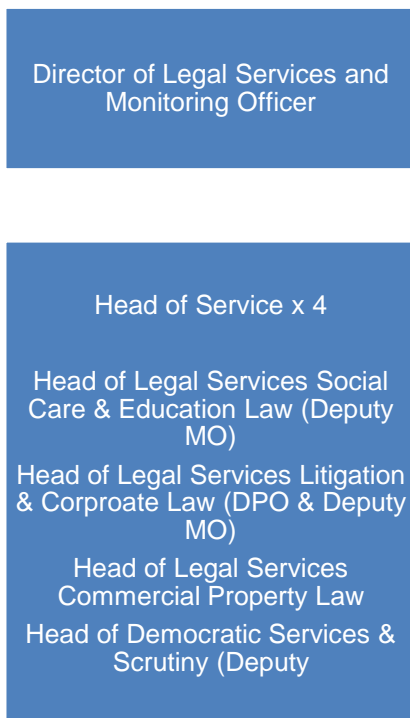 Director of Legal Services and
Monitoring Officer
Head of Service x 4
Head of Legal Services Social
Care & Education Law (Deputy
MO)
Head of Legal Services Litigation
& Corproate Law (DPO & Deputy
MO)
Head of Legal Services
Commercial Property Law
Head of Democratic Services &
Scrutiny (Deputy